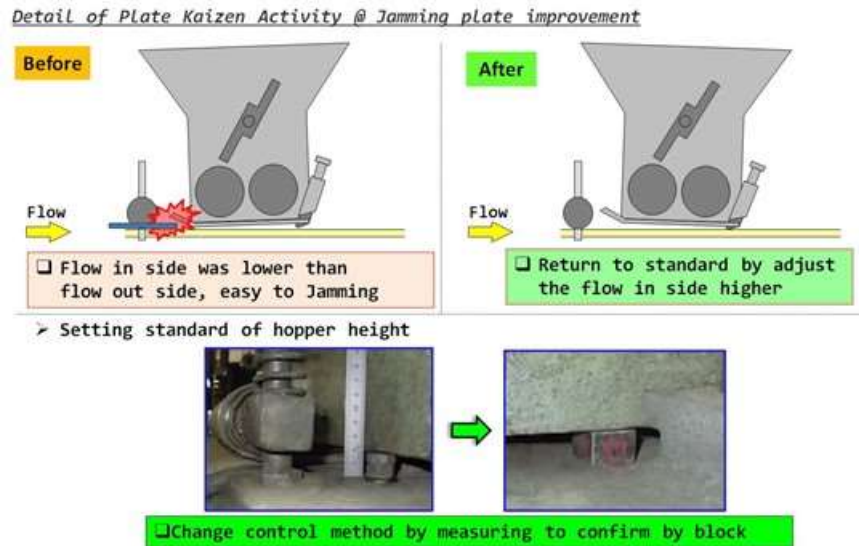 Detail of Plate Kaizen Activity @ Jamming plate improvement
Before
After
Flow
Flow
❑ Flow in side was lower than
flow out side, easy to Jamming
❑ Return to standard by adjust
the flow in side higher
➢ Setting standard of hopper height
❑Change control method by measuring to confirm by block